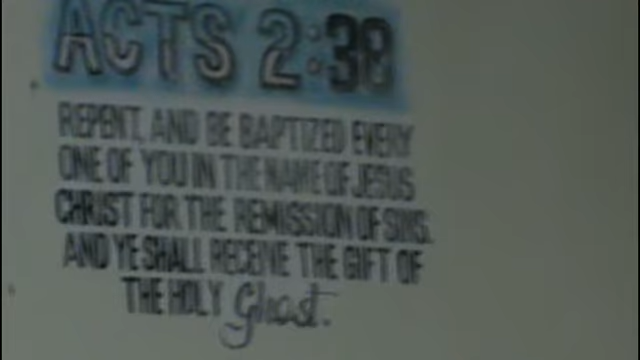 ACTS 2:38
REPENT, AND BE BAPTIZED EVERY
ONE OF YOU IN THE NAME OF JESUS
CHRIST FOR THE REMISSION OF SINS.
AND YE SHALL RECEIVE THE GIFT OF
THE HOLY Ghost.